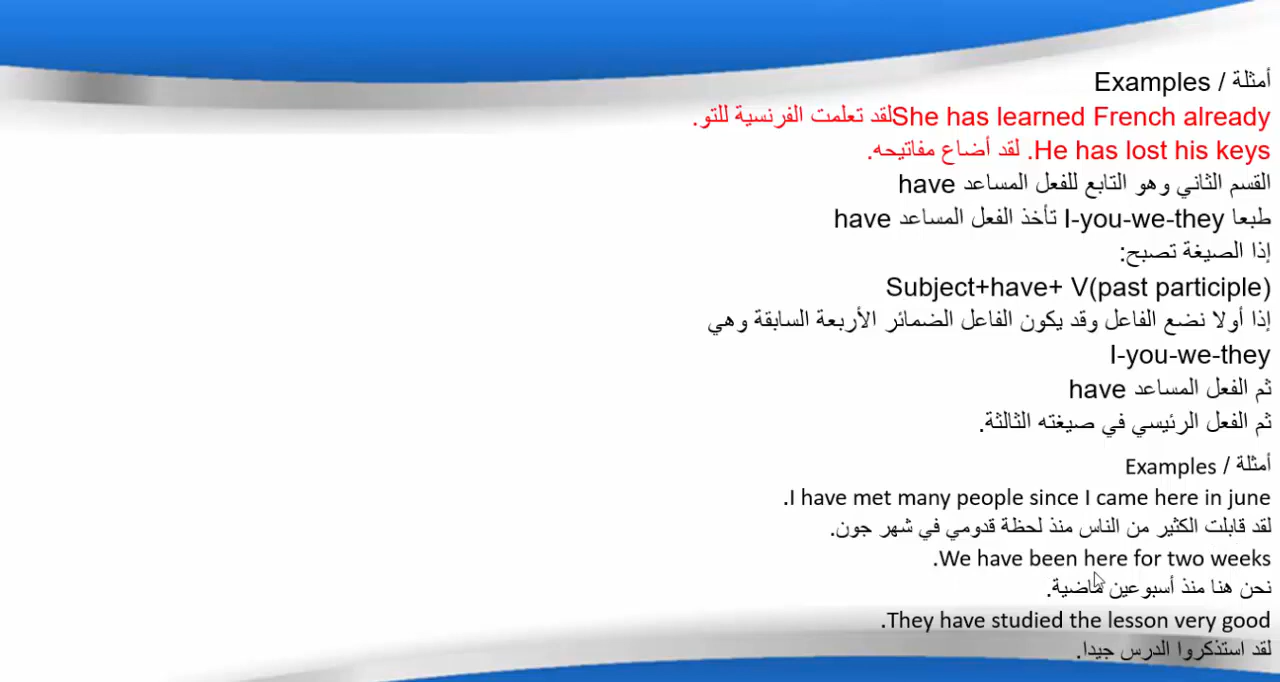 أمثلة / Examples
She has learned French alreadyلقد تعلمت الفرنسية للتو.
He has lost his keys. لقد أضاع مفاتيحه.
القسم الثاني وهو التابع للفعل المساعد have
طبعا I-you-we-they تأخذ الفعل المساعد have
إذا الصيغة تصبح:
Subject+have+ V(past participle)
إذا أولا نضع الفاعل وقد يكون الفاعل الضمائر الأربعة السابقة وهي
I-you-we-they
ثم الفعل المساعد have
ثم الفعل الرئيسي في صيغته الثالثة.
أمثلة / Examples
I have met many people since I came here in june.
لقد قابلت الكثير من الناس منذ لحظة قدومي في شهر جون.
We have been here for two weeks.
نحن هنا منذ أسبوعين ماضية.
They have studied the lesson very good.
لقد استذكروا الدرس جيدا.